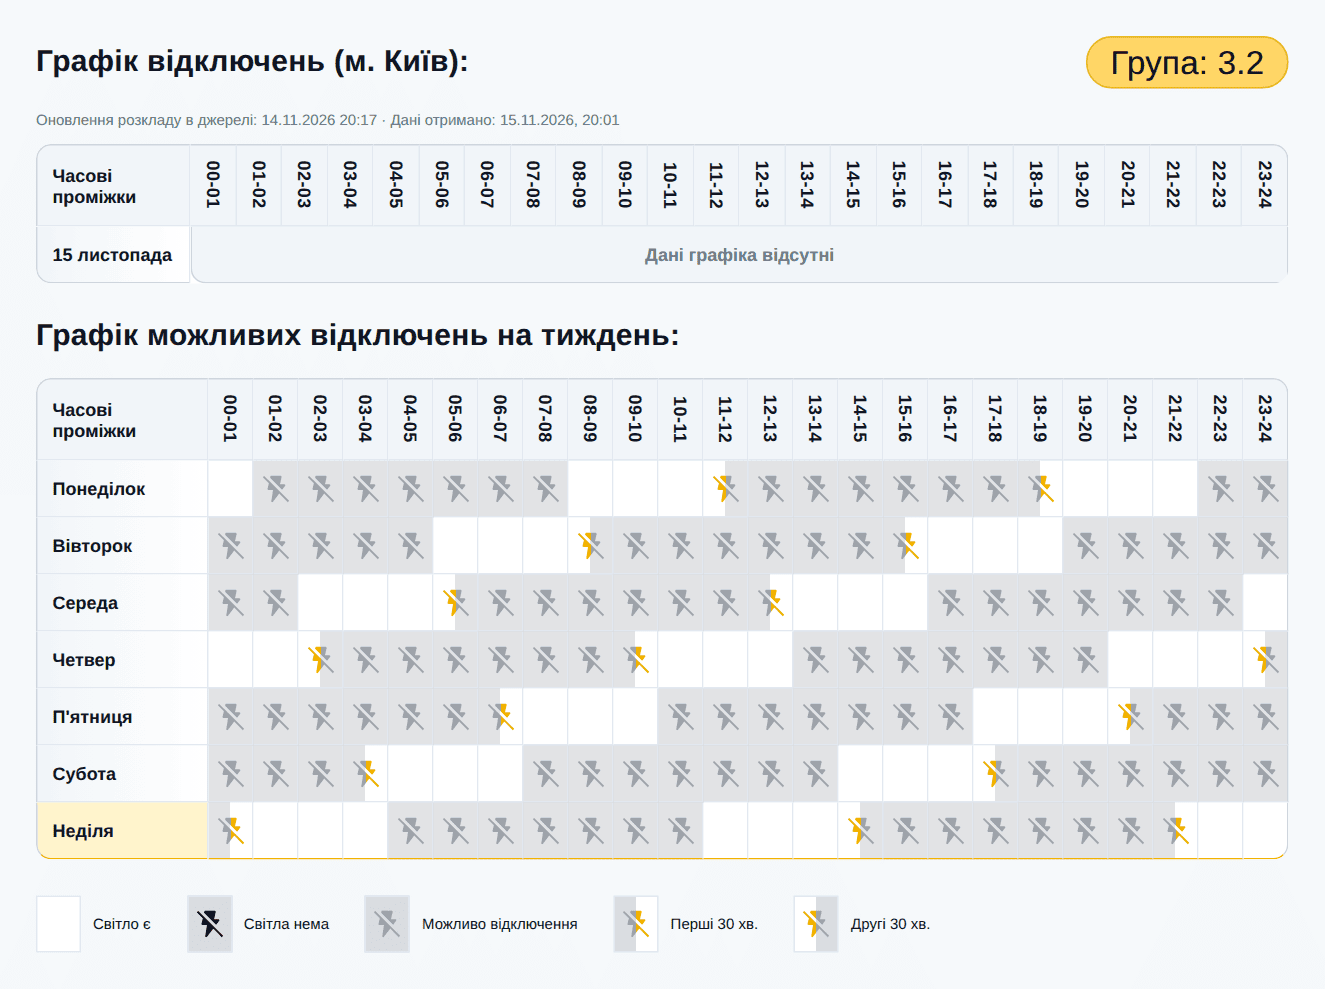 Графік відключень (м. Київ):
Група: 3.2
Оновлення розкладу в джерелі: 14.11.2026 20:17 · Дані отримано: 15.11.2026, 20:01
Часові проміжки 00-01 01-02 02-03 03-04 04-05 05-06 06-07 07-08 08-09 09-10 10-11 11-12 12-13 13-14 14-15 15-16 16-17 17-18 18-19 19-20 20-21 21-22 22-23 23-24
15 листопада Дані графіка відсутні
Графік можливих відключень на тиждень:
Часові проміжки 00-01 01-02 02-03 03-04 04-05 05-06 06-07 07-08 08-09 09-10 10-11 11-12 12-13 13-14 14-15 15-16 16-17 17-18 18-19 19-20 20-21 21-22 22-23 23-24
Понеділок
Вівторок
Середа
Четвер
П'ятниця
Субота
Неділя
Світло є Світла нема Можливо відключення Перші 30 хв. Другі 30 хв.